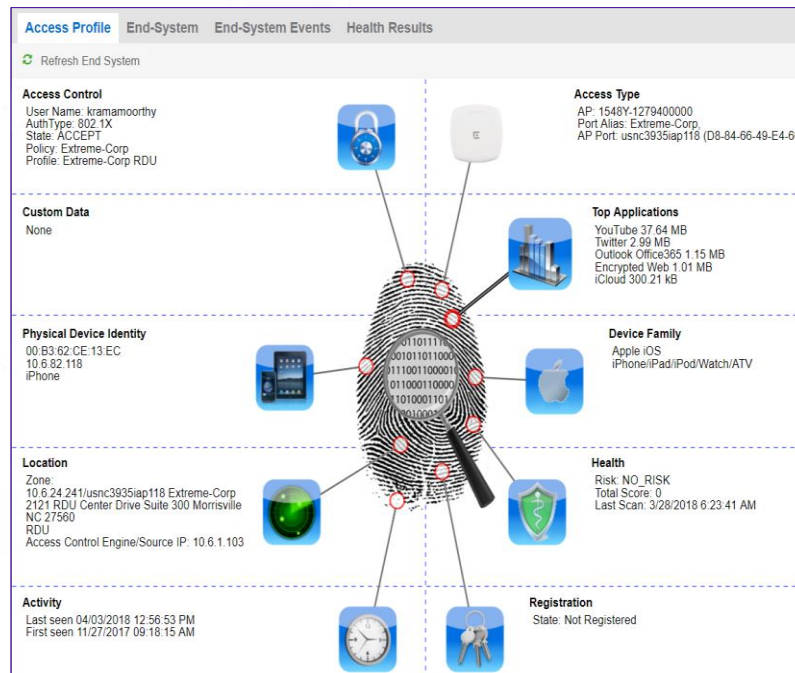 Access Profile End-System End-System Events Health Results
Refresh End System
Access Control
User Name: kramamoorthy
AuthType: 802.1X
State: ACCEPT
Policy: Extreme-Corp
Profile: Extreme-Corp RDU
Access Type
AP: 1548Y-1279400000
Port Alias: Extreme-Corp,
AP Port: usnc3935iap118 (D8-84-66-49-E4-6
Custom Data
None
Top Applications
YouTube 37.64 MB
Twitter 2.99 MB
Outlook Office365 1.15 MB
Encrypted Web 1.01 MB
iCloud 300.21 kB
Physical Device Identity
00:B3:62:CE:13:EC
10.6.82.118
iPhone
Device Family
Apple iOS
iPhone/iPad/iPod/Watch/ATV
Location
Zone:
10.6.24.241/usnc3935iap118 Extreme-Corp
2121 RDU Center Drive Suite 300 Morrisville
NC 27560
RDU
Access Control Engine/Source IP: 10.6.1.103
Health
Risk: NO_RISK
Total Score: 0
Last Scan: 3/28/2018 6:23:41 AM
Activity
Last seen 04/03/2018 12:56:53 PM
First seen 11/27/2017 09:18:15 AM
Registration
State: Not Registered